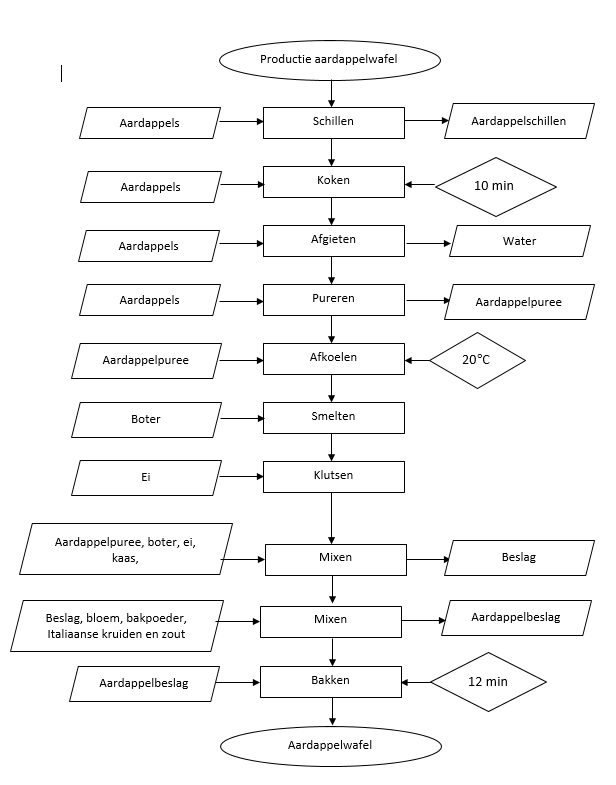 Productie aardappelwafel
Aardappels
Schillen
Aardappelschillen
Aardappels
Koken
10 min
Aardappels
Afgieten
Water
Aardappels
Pureren
Aardappelpuree
Aardappelpuree
Afkoelen
20°C
Boter
Smelten
Ei
Klutsen
Aardappelpuree, boter, ei,
kaas,
Mixen
Beslag
Beslag, bloem, bakpoeder,
Italiaanse kruiden en zout
Mixen
Aardappelbeslag
Aardappelbeslag
Bakken
12 min
Aardappelwafel